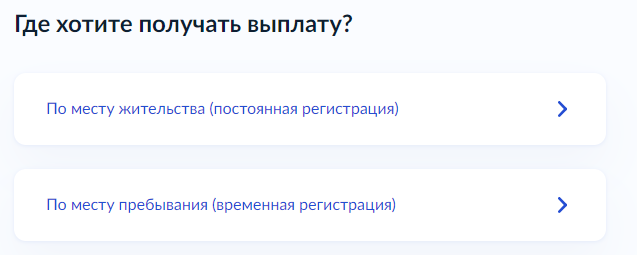 Где хотите получать выплату?
По месту жительства (постоянная регистрация)
По месту пребывания (временная регистрация)